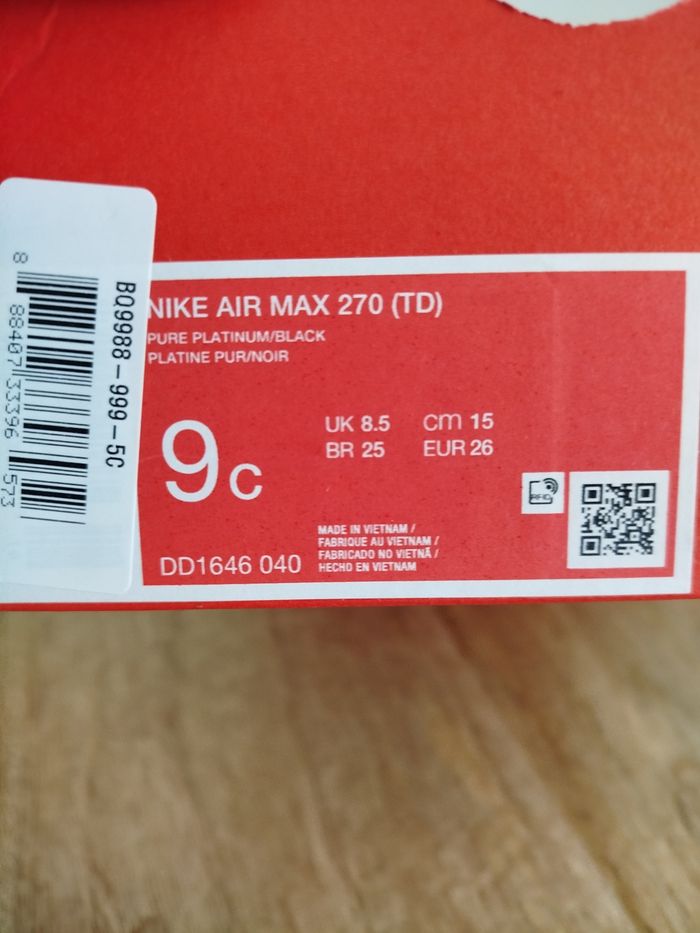 NIKE AIR MAX 270 (TD)
PURE PLATINUM/BLACK
PLATINE PUR/NOIR
9c
UK 8.5 cm 15
BR 25 EUR 26
RFID
MADE IN VIETNAM /
FABRIQUE AU VIETNAM /
FABRICADO NO VIETNÃ /
HECHO EN VIETNAM
DD1646 040
BQ9988-999-5C
8 88407 33396 573